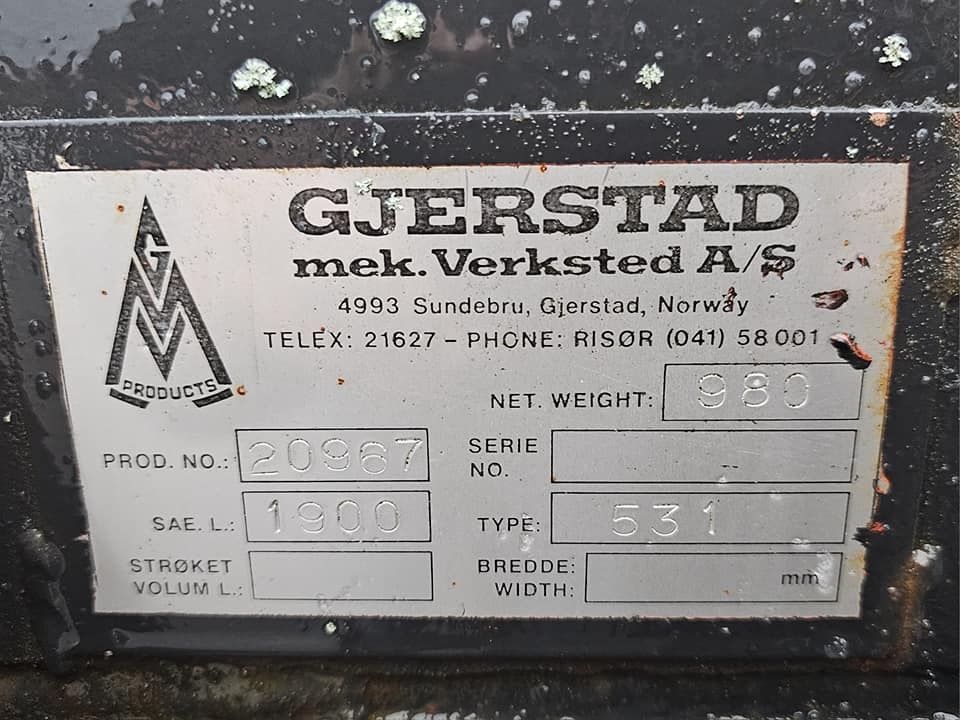 GMV
PRODUCTS
GJERSTAD
mek. Verksted A/S
4993 Sundebru, Gjerstad, Norway
TELEX: 21627 – PHONE: RISØR (041) 58 001
NET. WEIGHT: 980
PROD. NO.: 20967
SERIE NO.
SAE. L.: 1900
TYPE: 531
STRØKET VOLUM L.:
BREDDE: WIDTH: mm